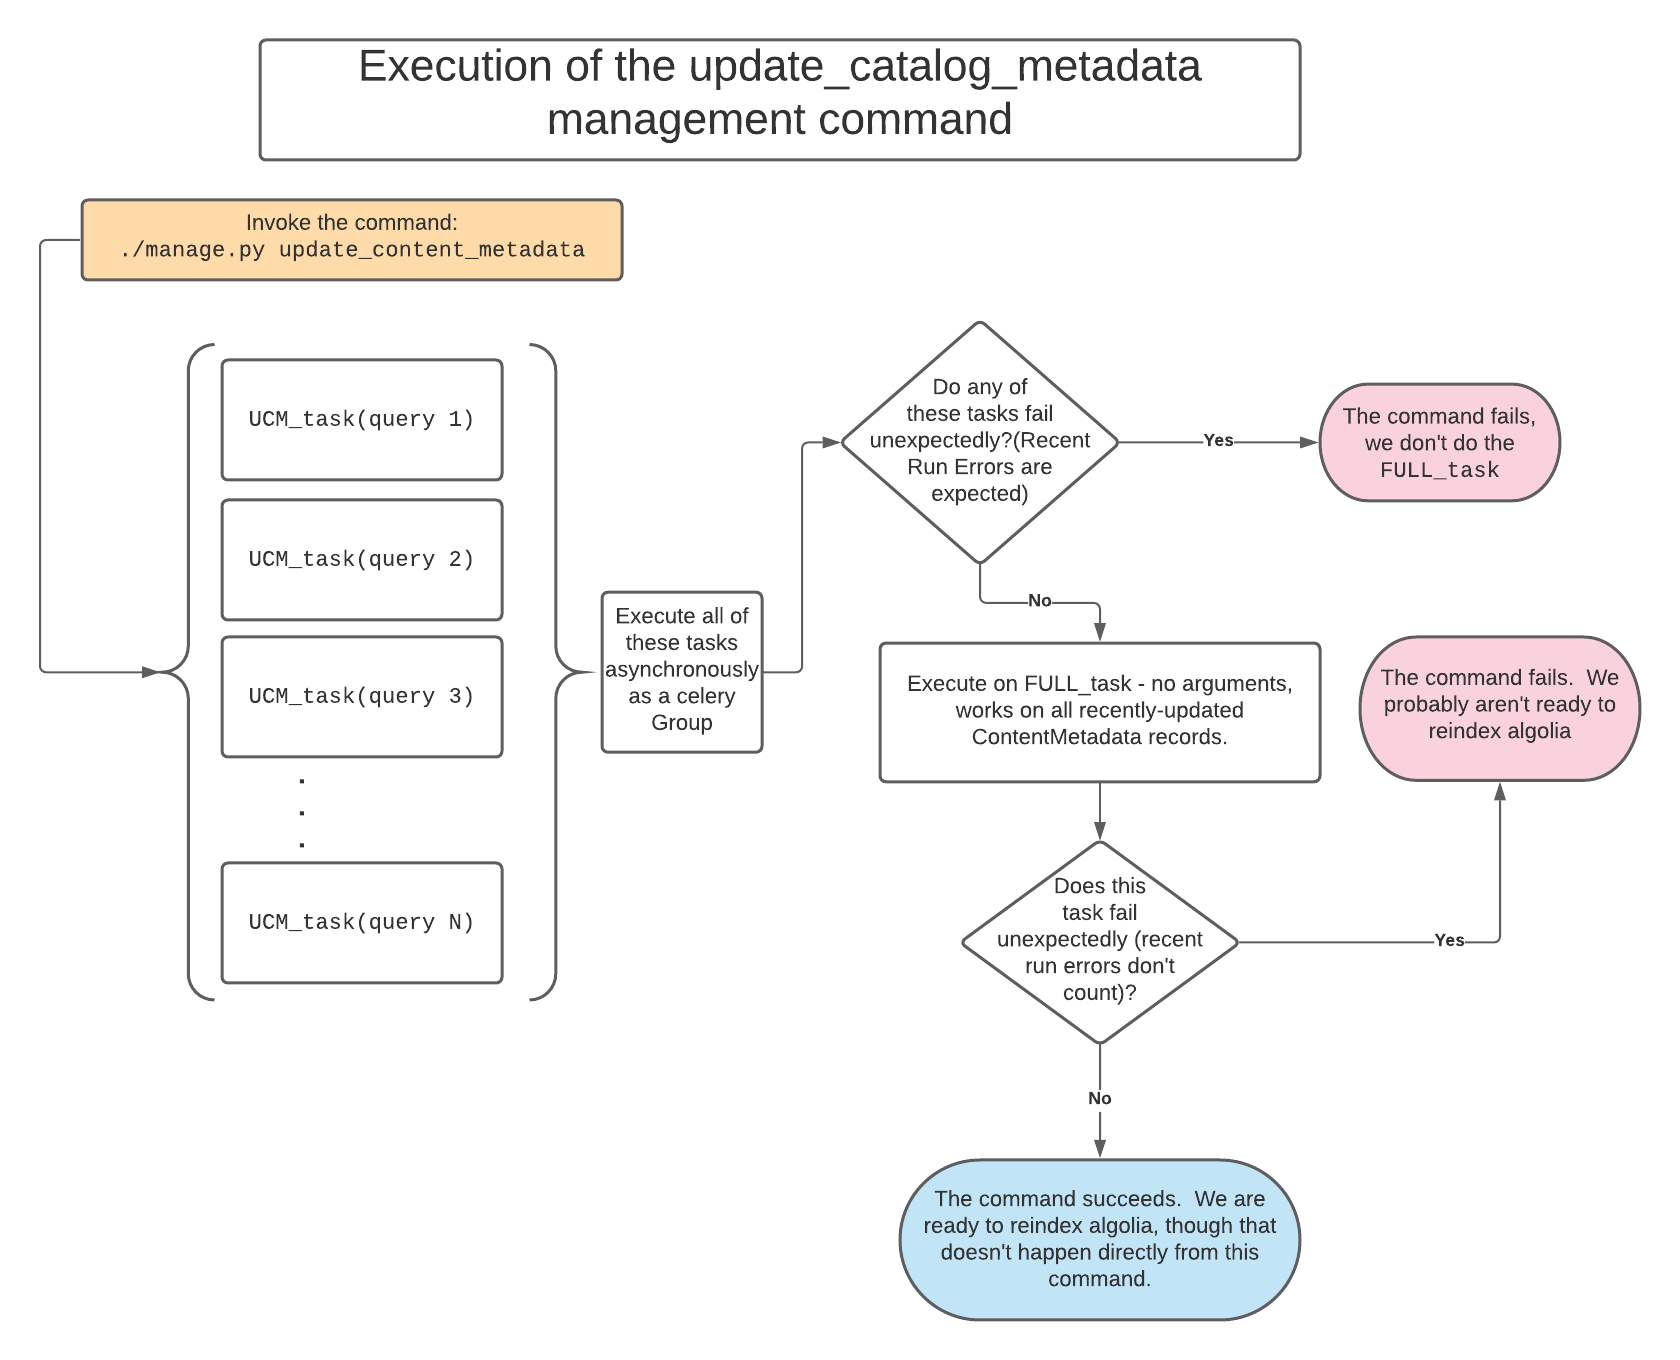 Execution of the update_catalog_metadata
management command
Invoke the command:
./manage.py update_content_metadata
UCM_task(query 1)
UCM_task(query 2)
UCM_task(query 3)
.
.
.
UCM_task(query N)
Execute all of
these tasks
asynchronously
as a celery
Group
Do any of
these tasks fail
unexpectedly?(Recent
Run Errors are
expected)
Yes
The command fails,
we don't do the
FULL_task
No
Execute on FULL_task - no arguments,
works on all recently-updated
ContentMetadata records.
The command fails.  We
probably aren't ready to
reindex algolia
Does this
task fail
unexpectedly (recent
run errors don't
count)?
Yes
No
The command succeeds.  We are
ready to reindex algolia, though that
doesn't happen directly from this
command.